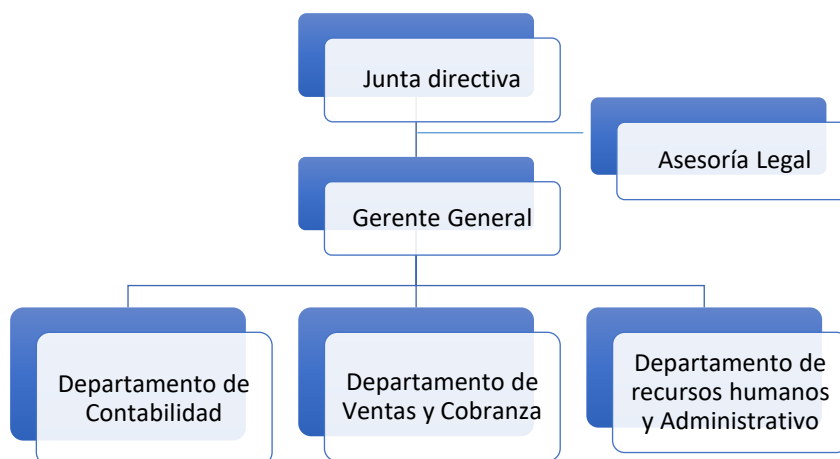 Junta directiva
Asesoría Legal
Gerente General
Departamento de
Contabilidad
Departamento de
Ventas y Cobranza
Departamento de
recursos humanos
y Administrativo